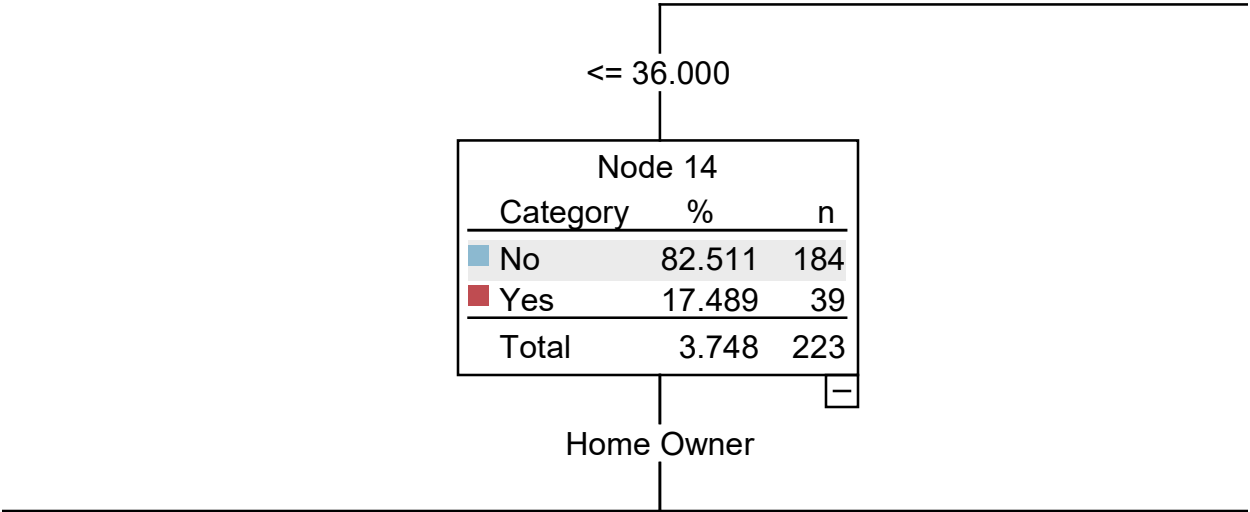 <= 36.000
Node 14
Category % n
No 82.511 184
Yes 17.489 39
Total 3.748 223
Home Owner